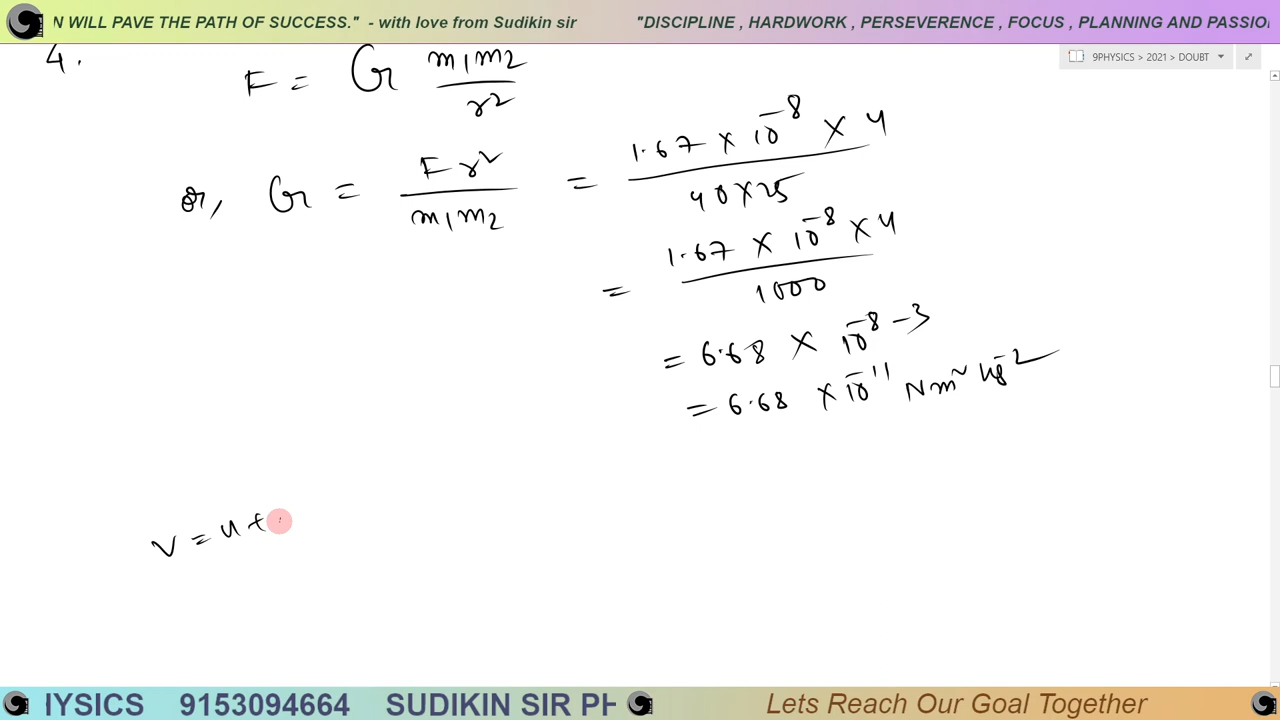 N WILL PAVE THE PATH OF SUCCESS." - with love from Sudikin sir "DISCIPLINE , HARDWORK , PERSEVERENCE , FOCUS , PLANNING AND PASSIO
9PHYSICS > 2021 > DOUBT
4.
F = G m1m2 / r²
or, G = Fr² / m1m2 = 1.67 × 10⁻⁸ × 4 / 40×25
= 1.67 × 10⁻⁸ × 4 / 1000
= 6.68 × 10⁻⁸ ⁻³
= 6.68 × 10⁻¹¹ Nm² kg⁻²
v = u +
IYSICS 9153094664 SUDIKIN SIR PH Lets Reach Our Goal Together